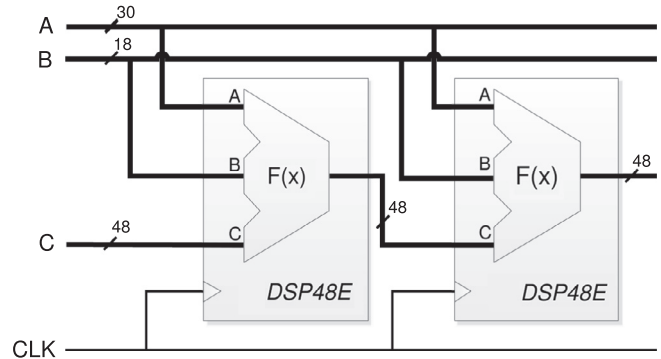 A 30
B 18
A A
B F(x) B F(x) 48
C 48 C 48 C
DSP48E DSP48E
CLK